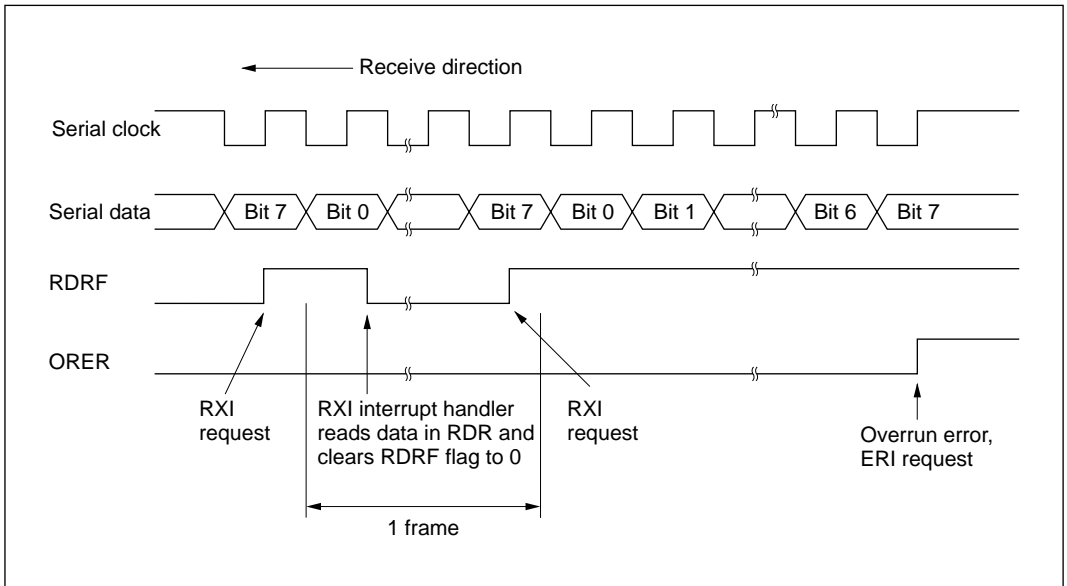 Receive direction
Serial clock
Serial data
Bit 7
Bit 0
Bit 7
Bit 0
Bit 1
Bit 6
Bit 7
RDRF
ORER
RXI
request
RXI interrupt handler
reads data in RDR and
clears RDRF flag to 0
RXI
request
Overrun error,
ERI request
1 frame